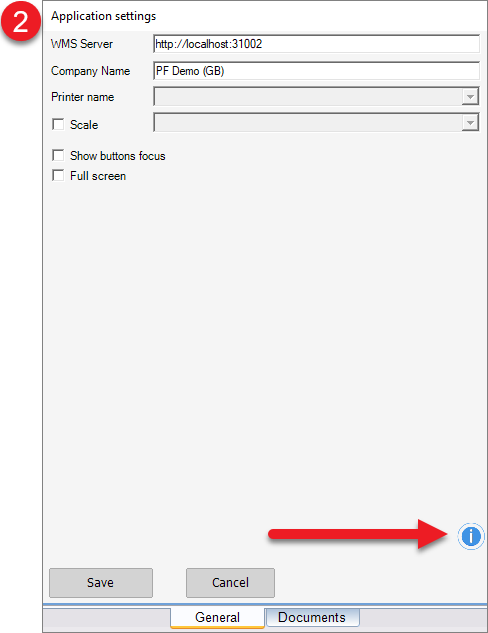 2
Application settings
WMS Server http://localhost:31002
Company Name PF Demo (GB)
Printer name
Scale
Show buttons focus
Full screen
i
Save Cancel
General Documents